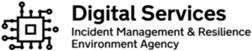 Digital Services
Incident Management & Resilience
Environment Agency